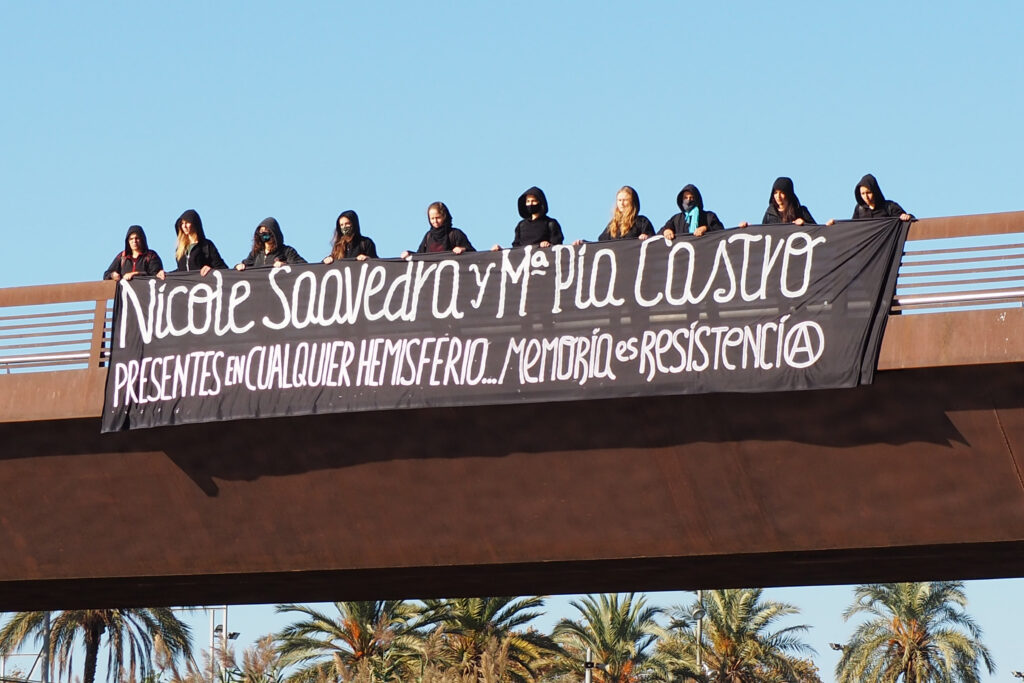 Nicole Saavedra y Mª Pía Castro
PRESENTES EN CUALQUIER HEMISFERIO... MEMORIA es RESISTENCIA